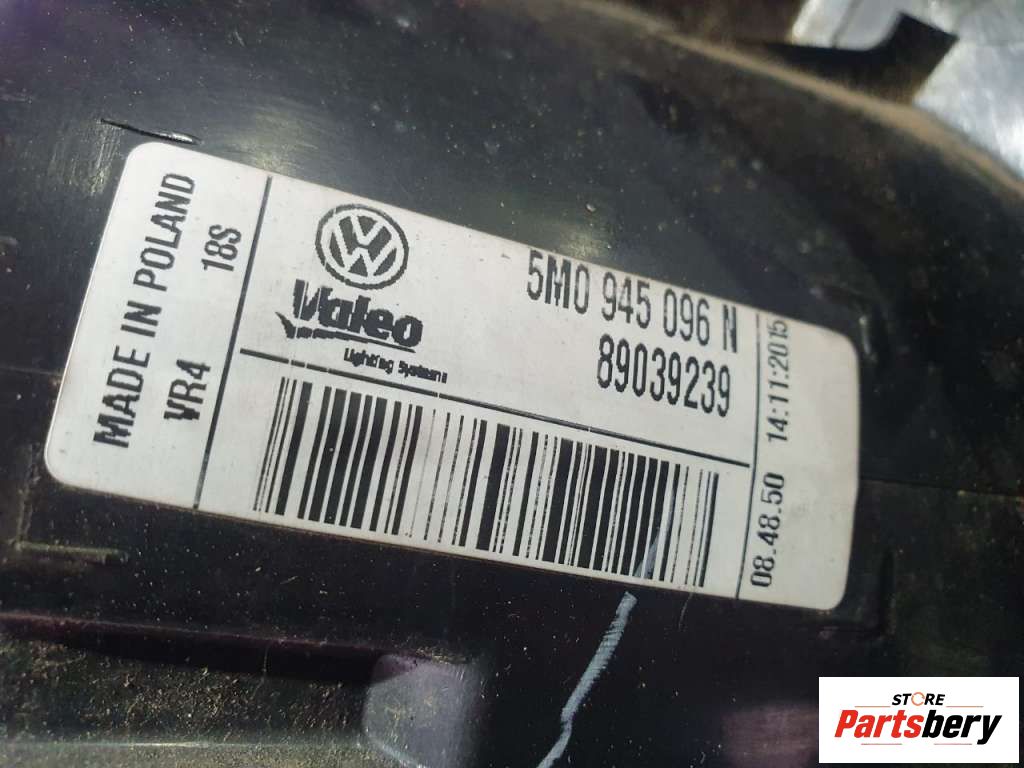 MADE IN POLAND
VR4 18S
VW
Valeo
Lighting Systems
5M0 945 096 N
89039239
08.48.50 14:11:2015
STORE
Partsbery